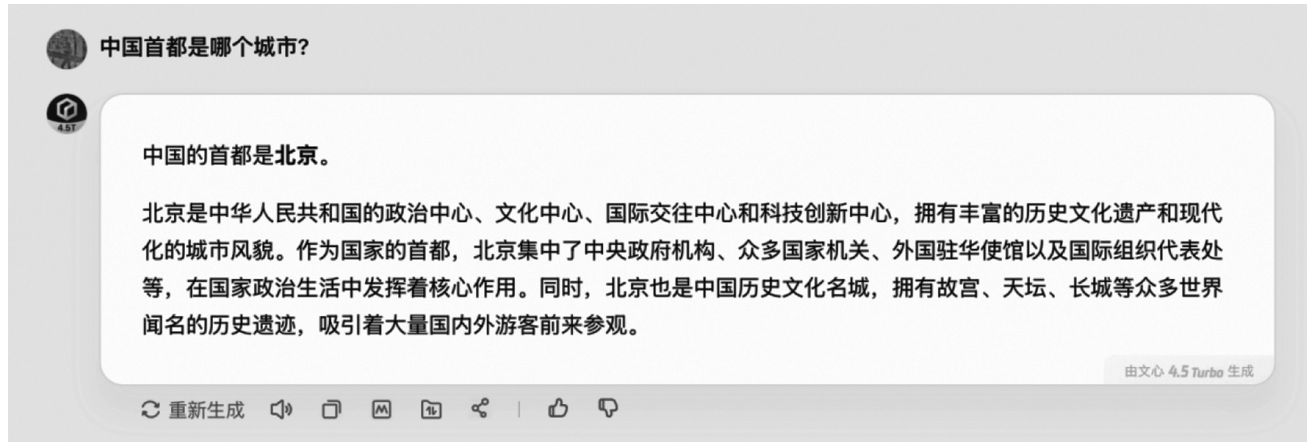 中国首都是哪个城市？
4.5T
中国的首都是北京。
北京是中华人民共和国的政治中心、文化中心、国际交往中心和科技创新中心，拥有丰富的历史文化遗产和现代
化的城市风貌。作为国家的首都，北京集中了中央政府机构、众多国家机关、外国驻华使馆以及国际组织代表处
等，在国家政治生活中发挥着核心作用。同时，北京也是中国历史文化名城，拥有故宫、天坛、长城等众多世界
闻名的历史遗迹，吸引着大量国内外游客前来参观。
由文心 4.5 Turbo 生成
重新生成